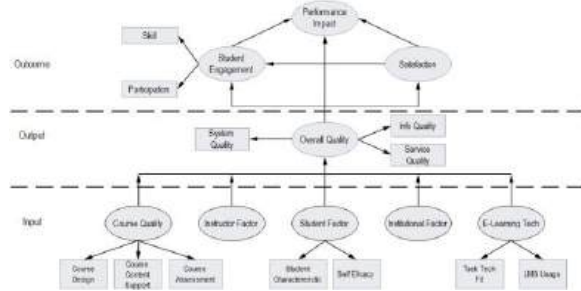 Performance
Impact
Skill
Student
Engagement
Satisfaction
Outcome
Participation
Output
System
Quality
Overall Quality
Info Quality
Service
Quality
Input
Course Quality
Instructor Factor
Student Factor
Institutional Factor
E-Learning Tech
Course
Design
Course
Content
Support
Course
Assessment
Student
Characteristic
Self Efficacy
Task Tech
Fit
LMS Usage